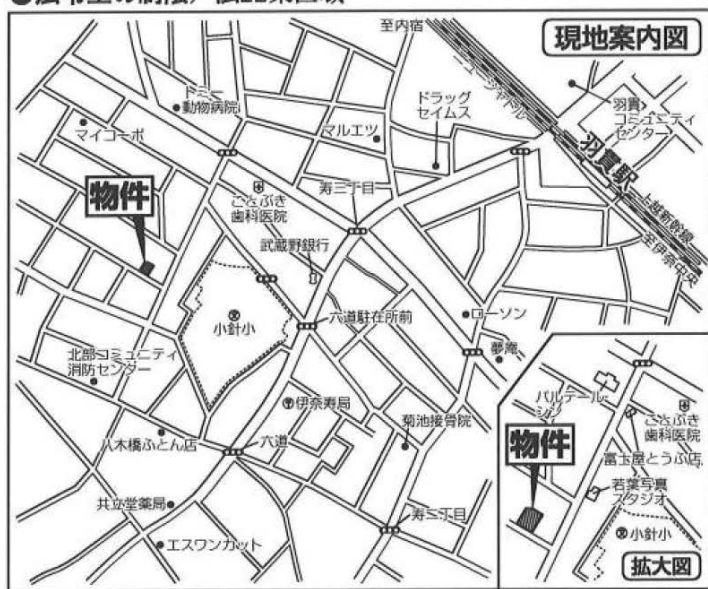 現地案内図
至内宿
ニューシャトル
トミー
動物病院
ドラッグ
セイムス
羽貫
コミュニティ
センター
マイコーポ
マルエツ
羽貫駅
物件
ことぶき
歯科医院
寿三丁目
上越新幹線
至伊奈中央
武蔵野銀行
小針小
六道駐在所前
ローソン
夢庵
北部コミュニティ
消防センター
伊奈寿局
菊池接骨院
八木橋ふとん店
六道
共立堂薬局
寿二丁目
エスワンカット
パルテール・
ことぶき
歯科医院
物件
富士屋とうふ店
若葉写真
スタジオ
小針小
拡大図